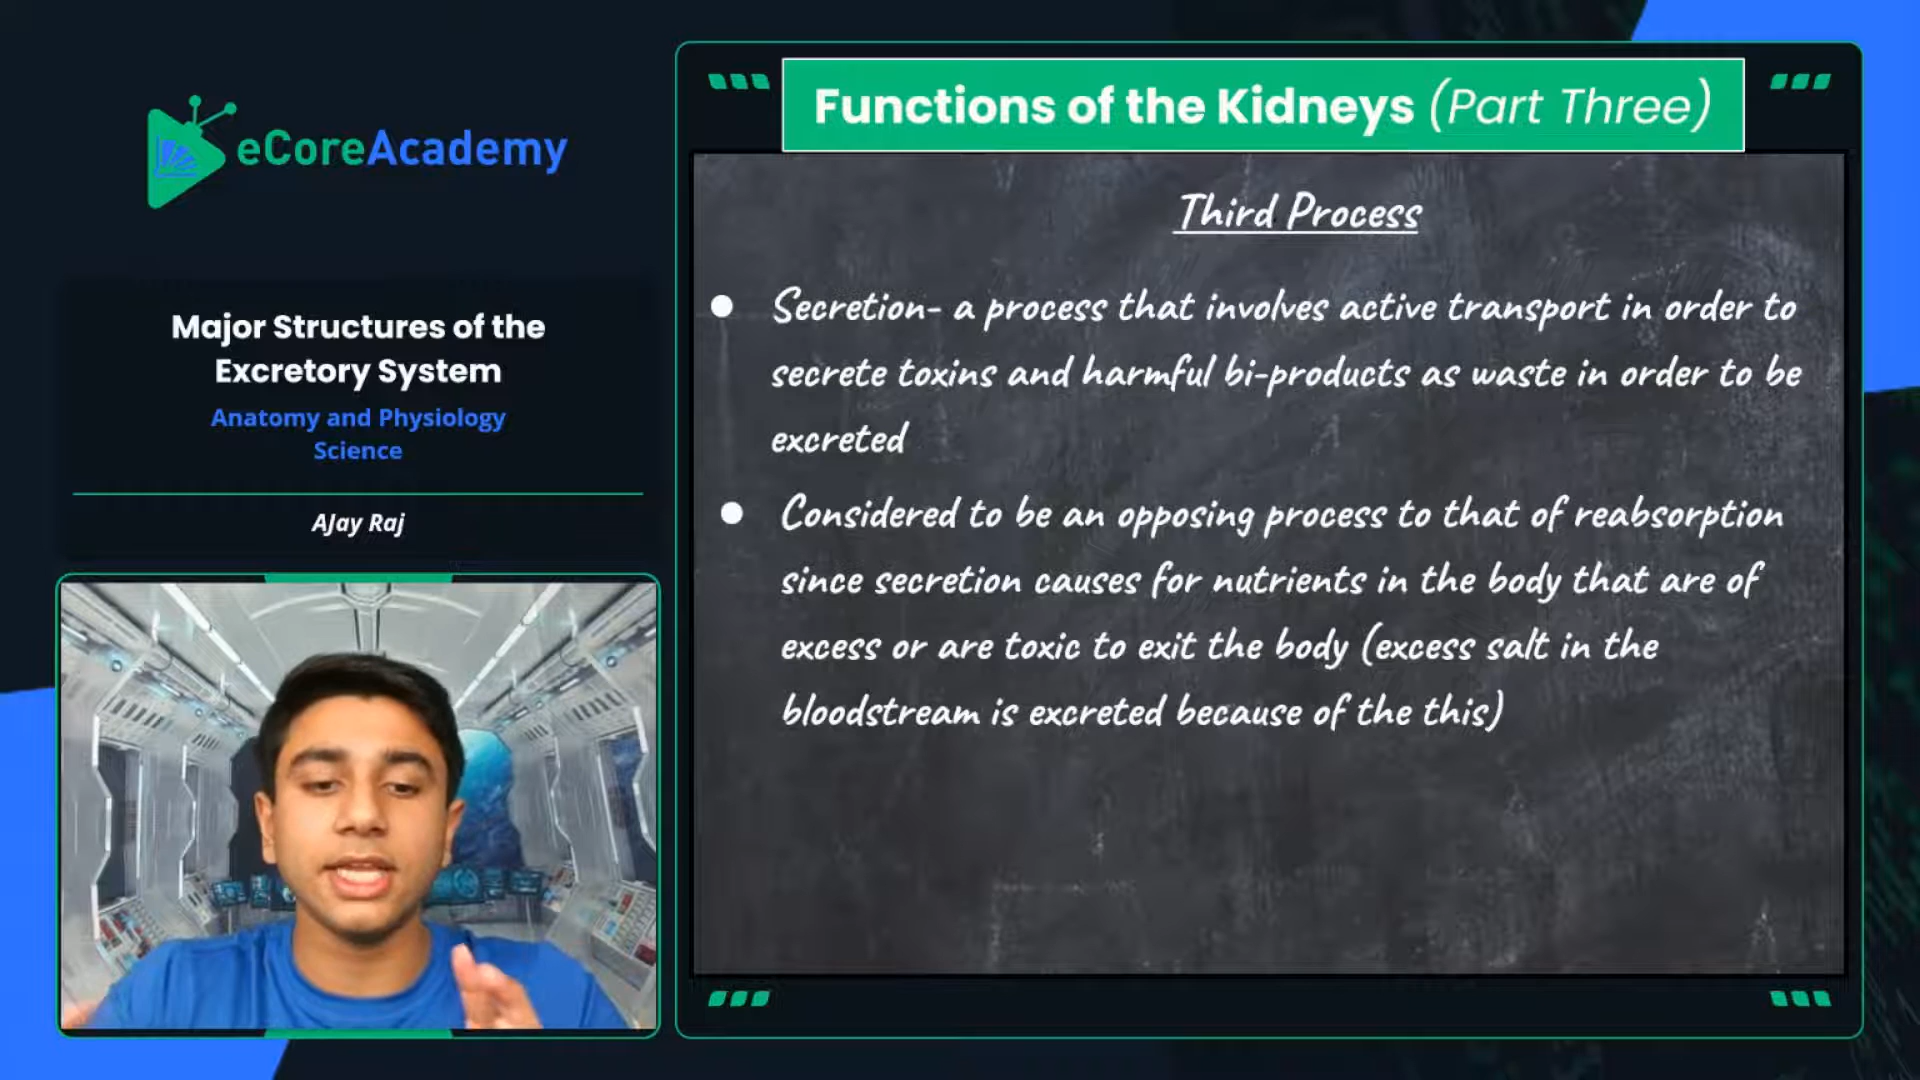 eCoreAcademy
Major Structures of the
Excretory System
Anatomy and Physiology
Science
AJay Raj
Functions of the Kidneys (Part Three)
Third Process
Secretion- a process that involves active transport in order to
secrete toxins and harmful bi-products as waste in order to be
excreted
Considered to be an opposing process to that of reabsorption
since secretion causes for nutrients in the body that are of
excess or are toxic to exit the body (excess salt in the
bloodstream is excreted because of the this)